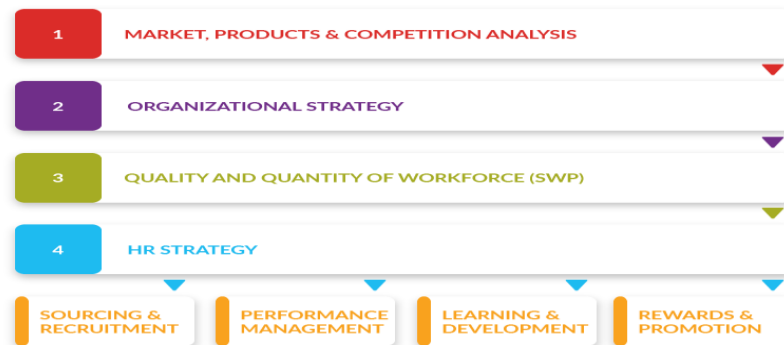 1 MARKET, PRODUCTS & COMPETITION ANALYSIS
2 ORGANIZATIONAL STRATEGY
3 QUALITY AND QUANTITY OF WORKFORCE (SWP)
4 HR STRATEGY
SOURCING &
RECRUITMENT
PERFORMANCE
MANAGEMENT
LEARNING &
DEVELOPMENT
REWARDS &
PROMOTION